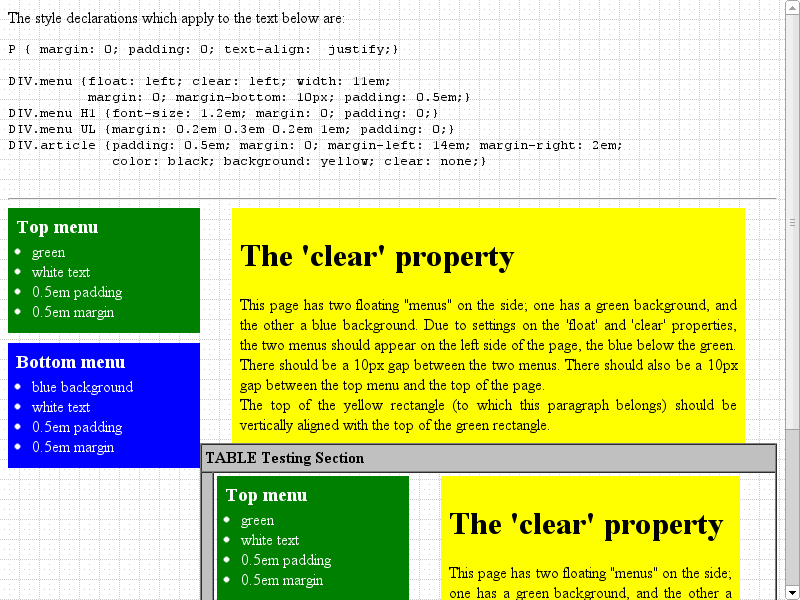 The style declarations which apply to the text below are:
P { margin: 0; padding: 0; text-align:  justify;}
DIV.menu {float: left; clear: left; width: 11em;
          margin: 0; margin-bottom: 10px; padding: 0.5em;}
DIV.menu H1 {font-size: 1.2em; margin: 0; padding: 0;}
DIV.menu UL {margin: 0.2em 0.3em 0.2em 1em; padding: 0;}
DIV.article {padding: 0.5em; margin: 0; margin-left: 14em; margin-right: 2em;
             color: black; background: yellow; clear: none;}
Top menu
green
white text
0.5em padding
0.5em margin
Bottom menu
blue background
white text
0.5em padding
0.5em margin
The 'clear' property
This page has two floating "menus" on the side; one has a green background, and
the other a blue background. Due to settings on the 'float' and 'clear' properties,
the two menus should appear on the left side of the page, the blue below the green.
There should be a 10px gap between the two menus. There should also be a 10px
gap between the top menu and the top of the page.
The top of the yellow rectangle (to which this paragraph belongs) should be
vertically aligned with the top of the green rectangle.
TABLE Testing Section
Top menu
green
white text
0.5em padding
0.5em margin
The 'clear' property
This page has two floating "menus" on the side;
one has a green background, and the other a